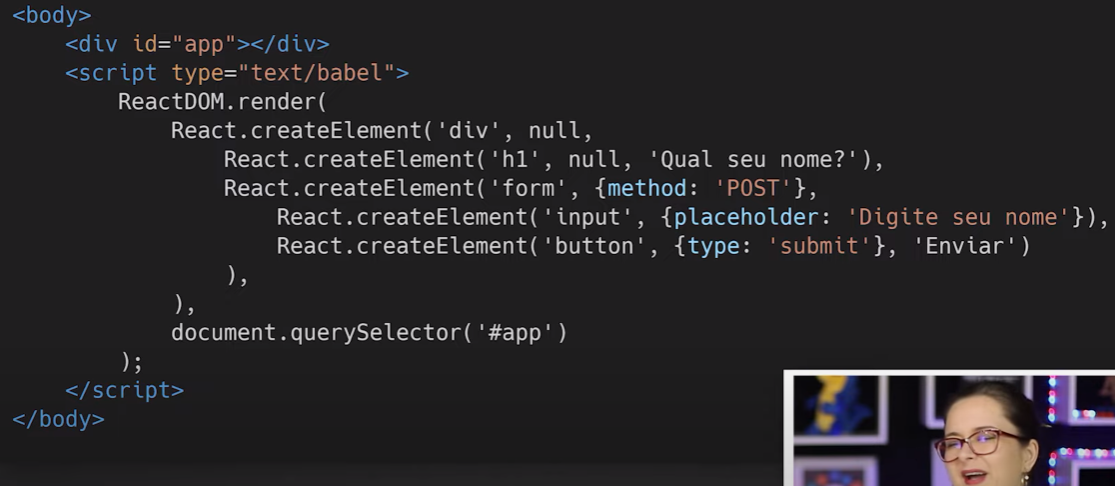 <body>
<div id="app"></div>
<script type="text/babel">
ReactDOM.render(
React.createElement('div', null,
React.createElement('h1', null, 'Qual seu nome?'),
React.createElement('form', {method: 'POST'},
React.createElement('input', {placeholder: 'Digite seu nome'}),
React.createElement('button', {type: 'submit'}, 'Enviar')
),
),
document.querySelector('#app')
);
</script>
</body>